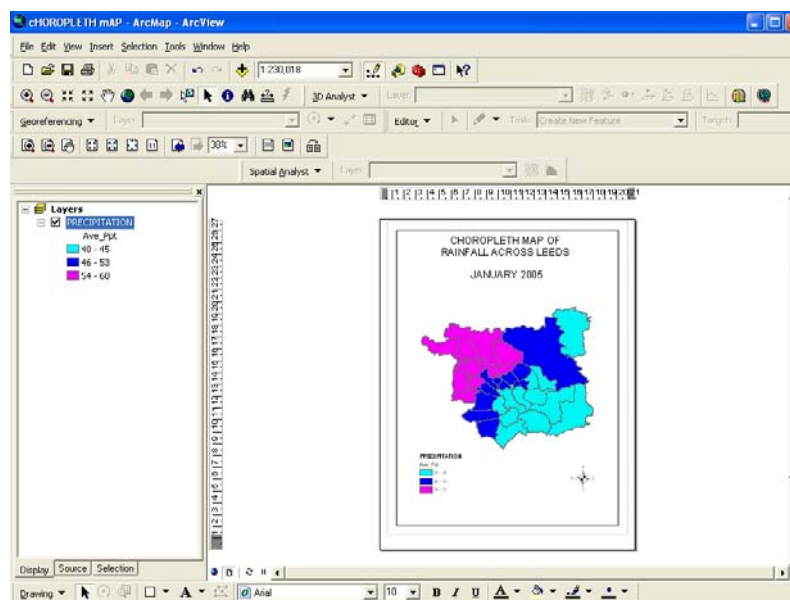 cHOROPLETH mAP - ArcMap - ArcView
File Edit View Insert Selection Tools Window Help
1:230,018
3D Analyst Layer:
Georeferencing Layer: Editor Task: Create New Feature Target:
38%
Spatial Analyst Layer:
Layers
PRECIPITATION
Ave_Ppt
40 - 45
46 - 53
54 - 60
CHOROPLETH MAP OF
RAINFALL ACROSS LEEDS
JANUARY 2005
PRECIPITATION
Ave_Ppt
Display Source Selection
Drawing A Arial 10 B I U A